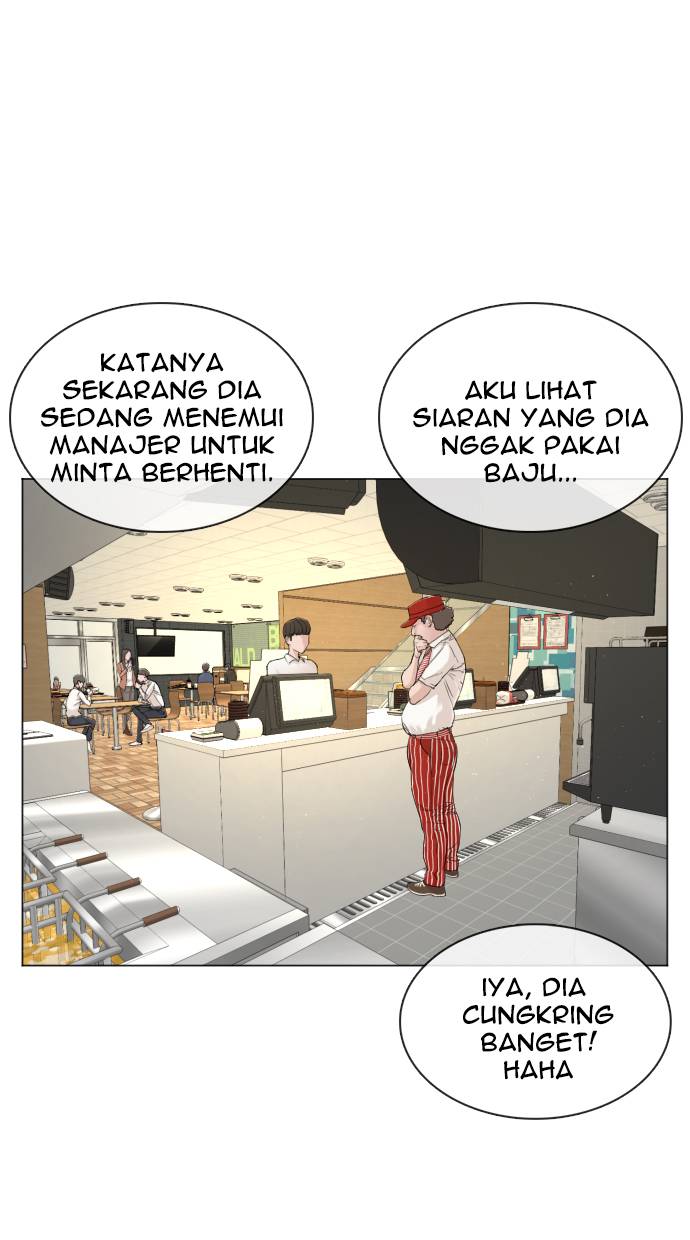 KATANYA
SEKARANG DIA
SEDANG MENEMUI
MANAJER UNTUK
MINTA BERHENTI.
AKU LIHAT
SIARAN YANG DIA
NGGAK PAKAI
BAJU...
IYA, DIA
CUNGKRING
BANGET!
HAHA